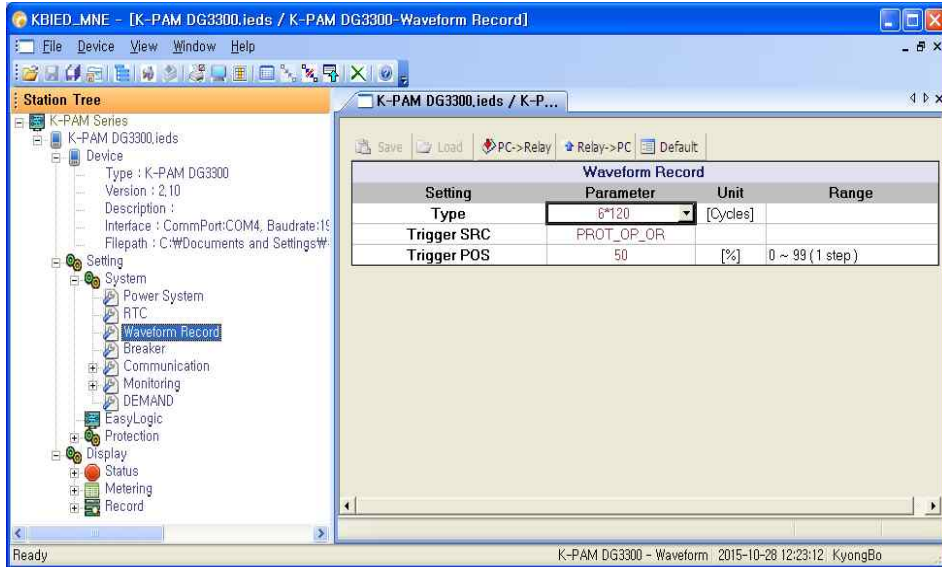 KBIED_MNE - [K-PAM DG3300.ieds / K-PAM DG3300-Waveform Record]
File Device View Window Help
Station Tree
K-PAM Series
K-PAM DG3300.ieds
Device
Type : K-PAM DG3300
Version : 2,10
Description :
Interface : CommPort:COM4, Baudrate:19
Filepath : C:₩Documents and Settings₩
Setting
System
Power System
RTC
Waveform Record
Breaker
Communication
Monitoring
DEMAND
EasyLogic
Protection
Display
Status
Metering
Record
K-PAM DG3300.ieds / K-P...
Save Load PC->Relay Relay->PC Default
Waveform Record
Setting Parameter Unit Range
Type 6*120 [Cycles]
Trigger SRC PROT_OP_OR
Trigger POS 50 [%] 0 ~ 99 ( 1 step )
Ready K-PAM DG3300 - Waveform 2015-10-28 12:23:12 KyongBo